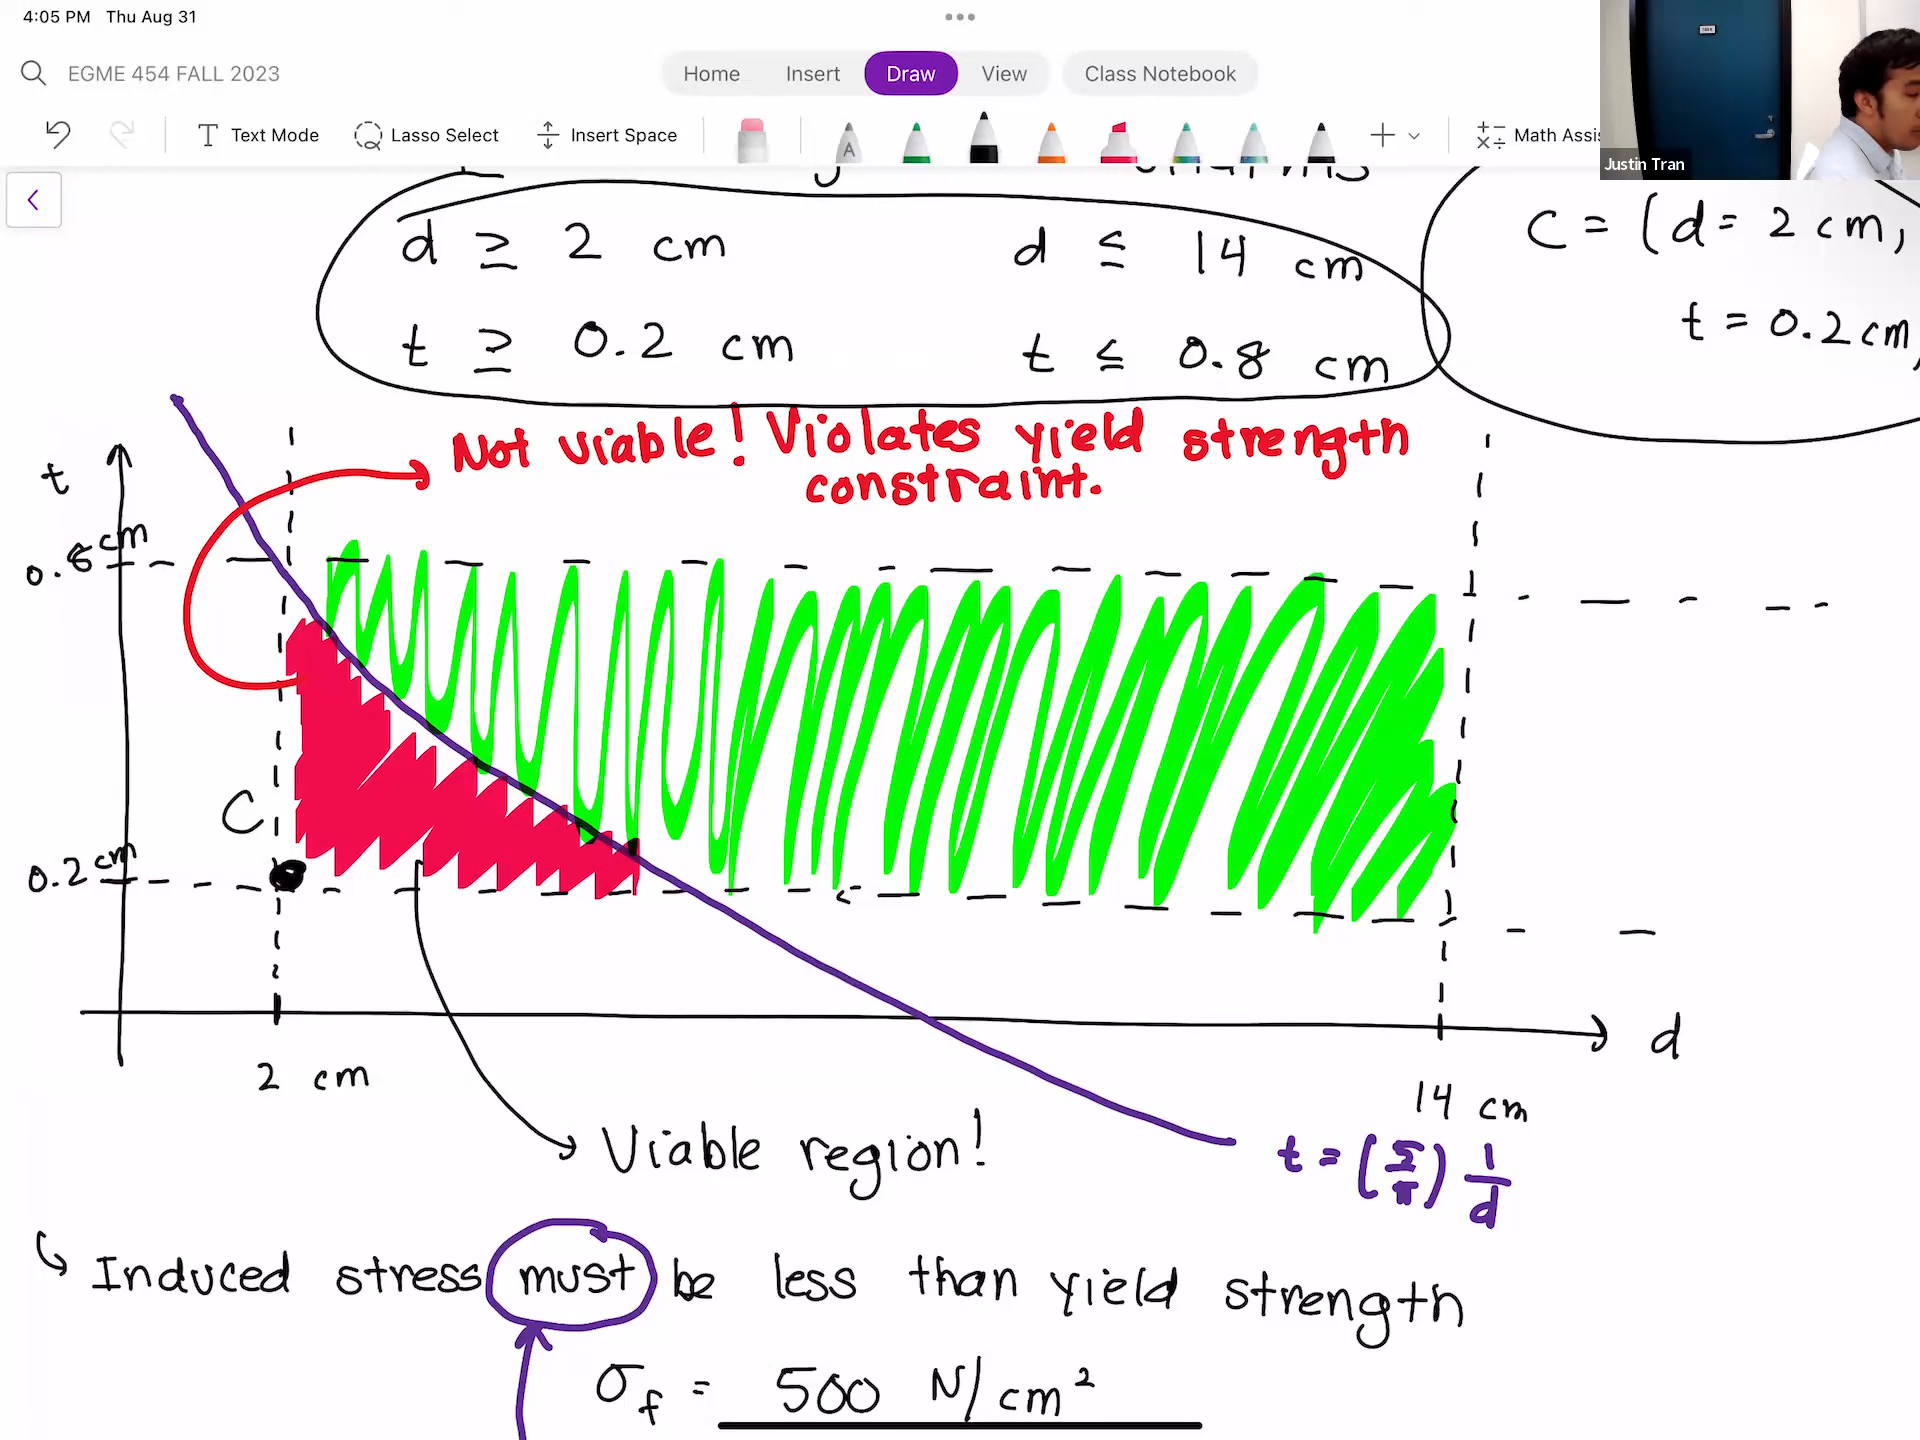 4:05 PM Thu Aug 31
EGME 454 FALL 2023
Home Insert Draw View Class Notebook
Text Mode Lasso Select Insert Space Math Assi
Justin Tran
d ≥ 2 cm d ≤ 14 cm
t ≥ 0.2 cm t ≤ 0.8 cm
C = (d = 2 cm,
t = 0.2 cm,
Not viable! Violates yield strength
constraint.
t
0.8 cm
C
0.2 cm
d
2 cm
14 cm
Viable region!
t = (5/π) 1/d
Induced stress must be less than yield strength
σf = 500 N/cm²